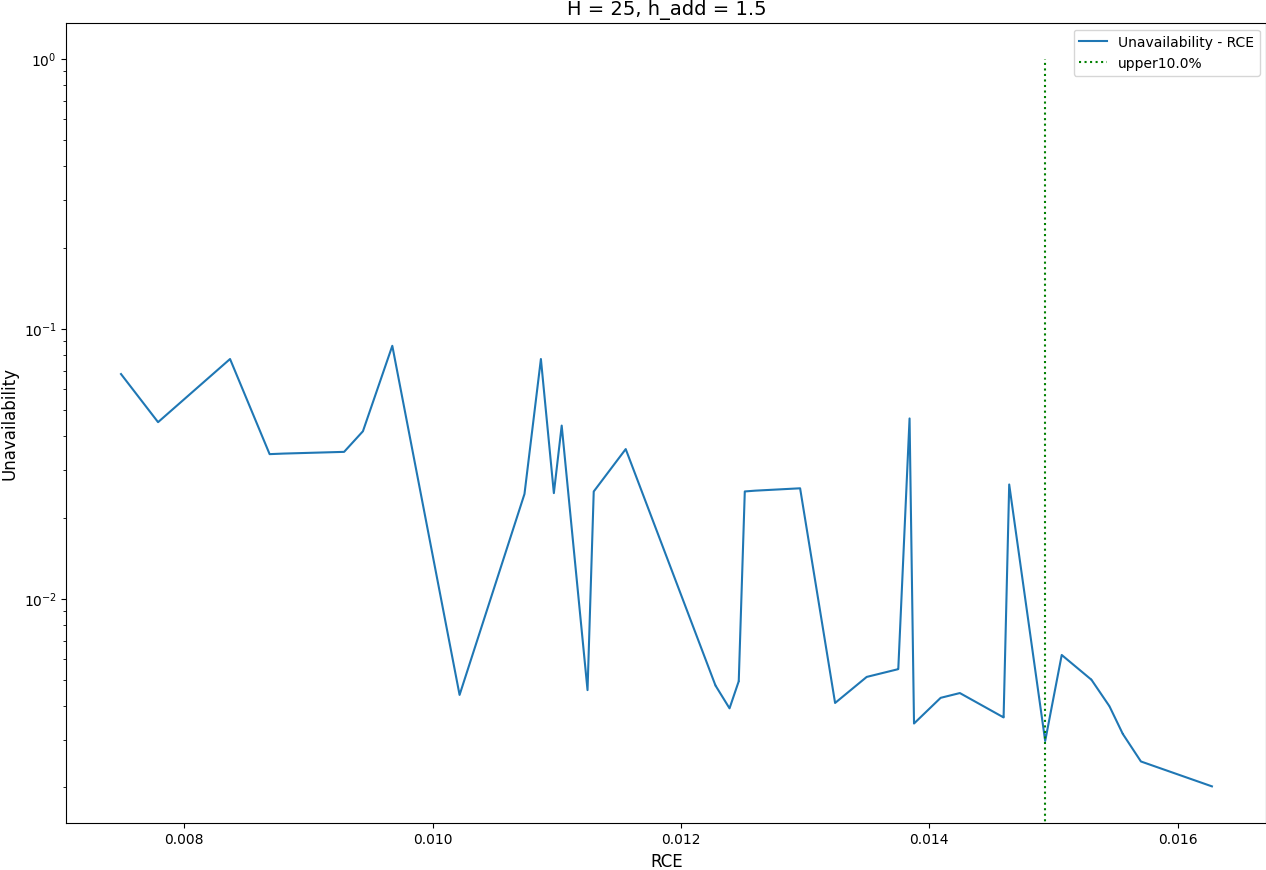 H = 25, h_add = 1.5
Unavailability - RCE
upper10.0%
10⁰
10⁻¹
10⁻²
Unavailability
0.008 0.010 0.012 0.014 0.016
RCE